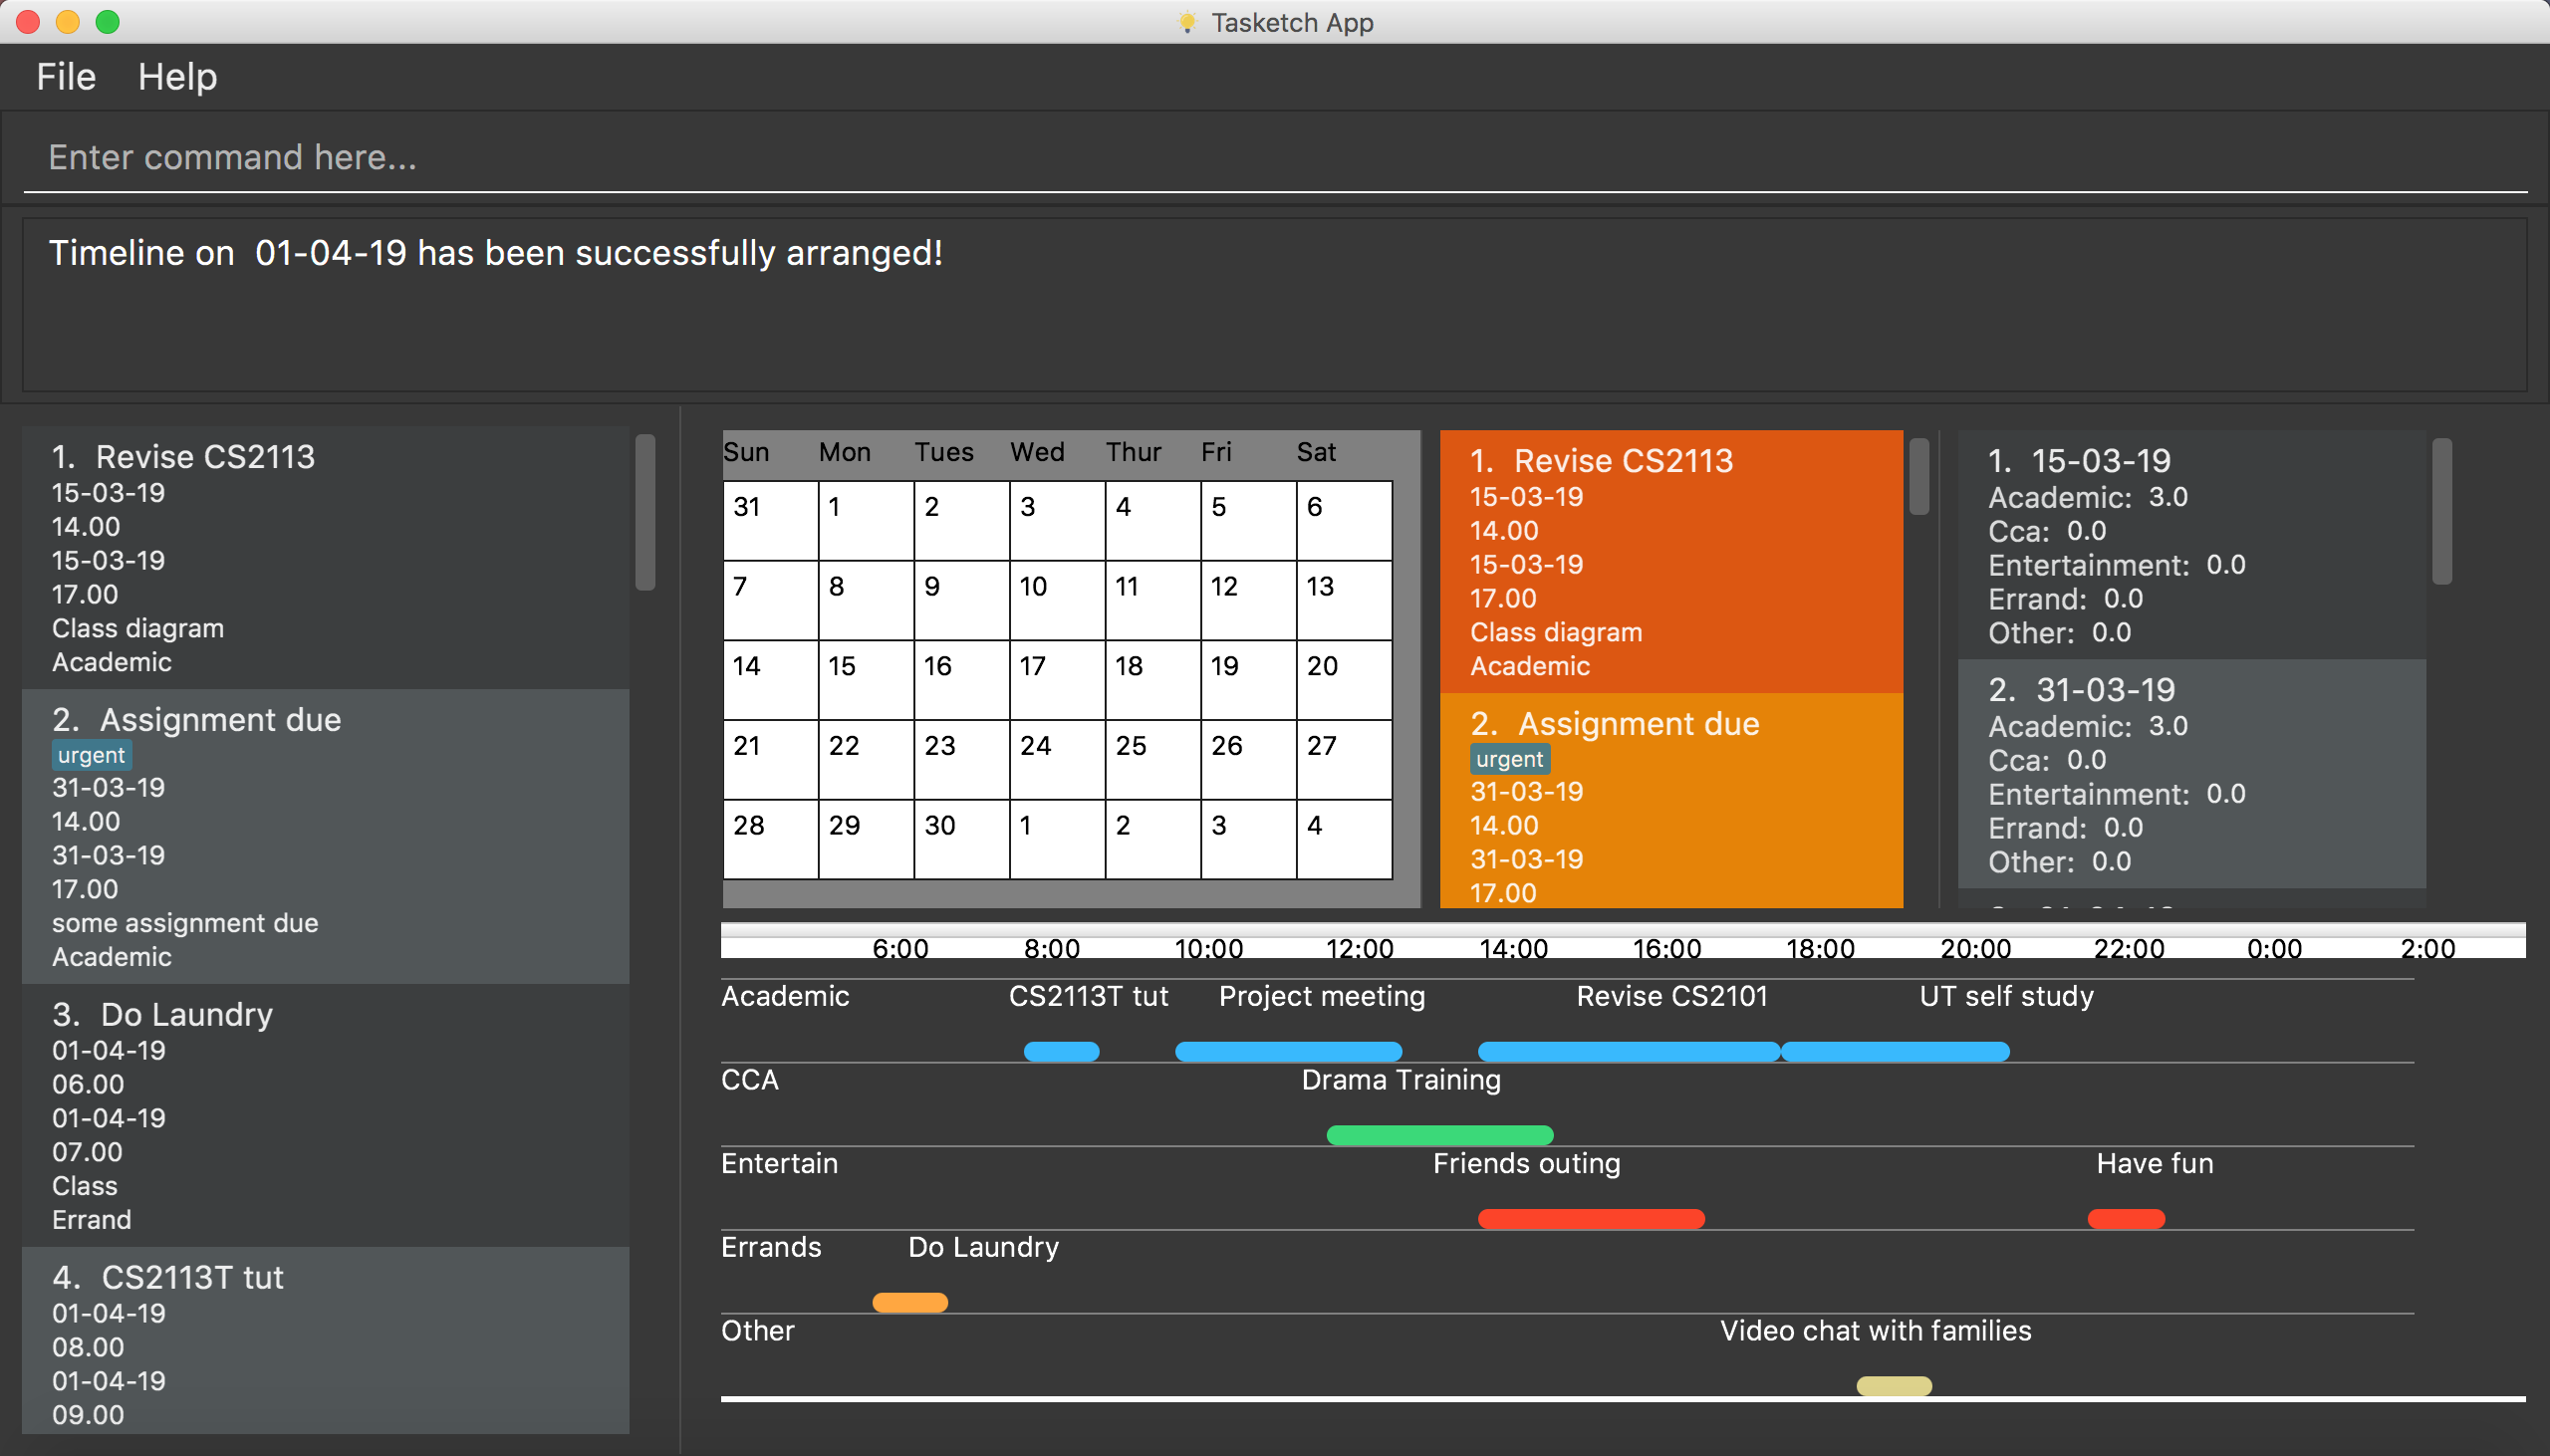 Tasketch App
File Help
Enter command here...
Timeline on  01-04-19 has been successfully arranged!
1. Revise CS2113
15-03-19
14.00
15-03-19
17.00
Class diagram
Academic
2. Assignment due
urgent
31-03-19
14.00
31-03-19
17.00
some assignment due
Academic
3. Do Laundry
01-04-19
06.00
01-04-19
07.00
Class
Errand
4. CS2113T tut
01-04-19
08.00
01-04-19
09.00
Sun Mon Tues Wed Thur Fri Sat
31 1 2 3 4 5 6
7 8 9 10 11 12 13
14 15 16 17 18 19 20
21 22 23 24 25 26 27
28 29 30 1 2 3 4
1. Revise CS2113
15-03-19
14.00
15-03-19
17.00
Class diagram
Academic
2. Assignment due
urgent
31-03-19
14.00
31-03-19
17.00
1. 15-03-19
Academic: 3.0
Cca: 0.0
Entertainment: 0.0
Errand: 0.0
Other: 0.0
2. 31-03-19
Academic: 3.0
Cca: 0.0
Entertainment: 0.0
Errand: 0.0
Other: 0.0
6:00 8:00 10:00 12:00 14:00 16:00 18:00 20:00 22:00 0:00 2:00
Academic CS2113T tut Project meeting Revise CS2101 UT self study
CCA Drama Training
Entertain Friends outing Have fun
Errands Do Laundry
Other Video chat with families